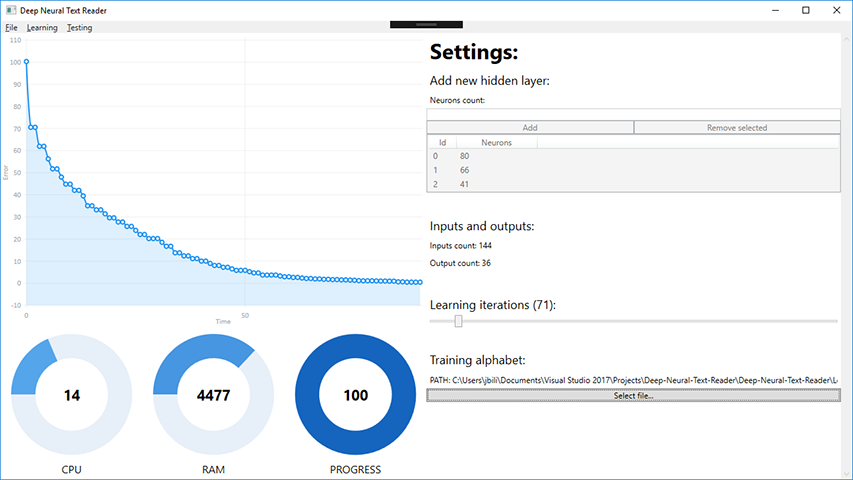 Deep Neural Text Reader
File Learning Testing
110
100
90
80
70
60
50
40
30
20
10
0
-10
Error
0 50
Time
14 4477 100
CPU RAM PROGRESS
Settings:
Add new hidden layer:
Neurons count:
Add Remove selected
Id Neurons
0 80
1 66
2 41
Inputs and outputs:
Inputs count: 144
Output count: 36
Learning iterations (71):
Training alphabet:
PATH: C:\Users\jbili\Documents\Visual Studio 2017\Projects\Deep-Neural-Text-Reader\Deep-Neural-Text-Reader\L
Select file...